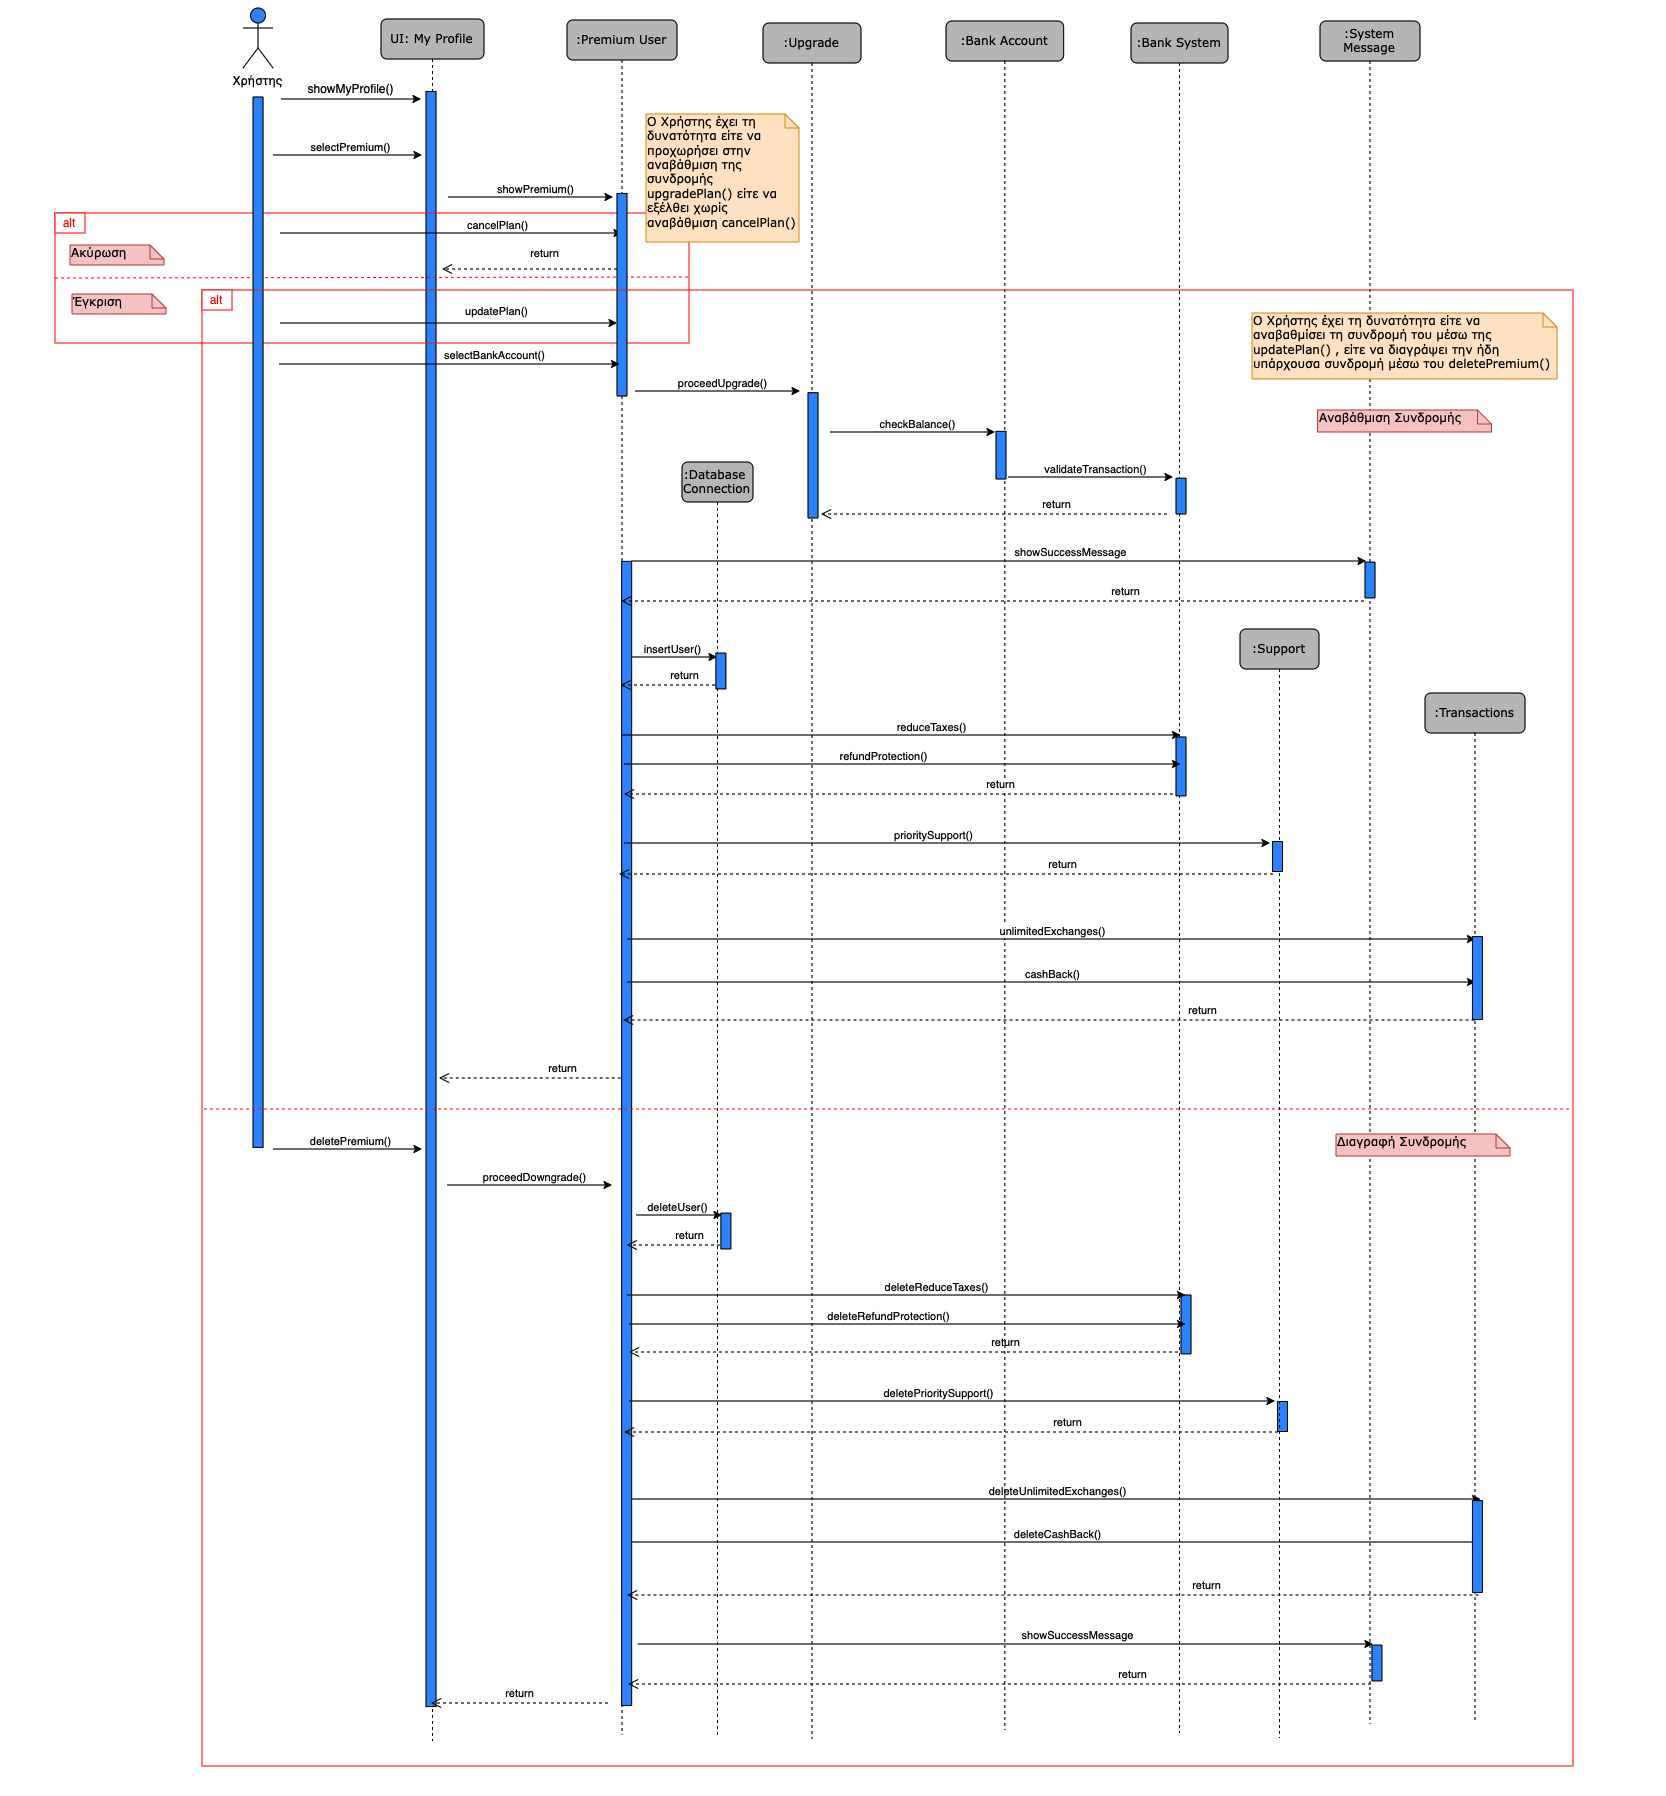 Χρήστης
UI: My Profile
:Premium User
:Upgrade
:Bank Account
:Bank System
:System
Message
showMyProfile()
Ο Χρήστης έχει τη
δυνατότητα είτε να
προχωρήσει στην
αναβάθμιση της
συνδρομής
upgradePlan() είτε να
εξέλθει χωρίς
αναβάθμιση cancelPlan()
selectPremium()
showPremium()
alt
cancelPlan()
Ακύρωση
return
alt
Έγκριση
updatePlan()
Ο Χρήστης έχει τη δυνατότητα είτε να
αναβαθμίσει τη συνδρομή του μέσω της
updatePlan() , είτε να διαγράψει την ήδη
υπάρχουσα συνδρομή μέσω του deletePremium()
selectBankAccount()
proceedUpgrade()
Αναβάθμιση Συνδρομής
checkBalance()
validateTransaction()
:Database
Connection
return
showSuccessMessage
return
insertUser()
:Support
return
:Transactions
reduceTaxes()
refundProtection()
return
prioritySupport()
return
unlimitedExchanges()
cashBack()
return
return
deletePremium()
Διαγραφή Συνδρομής
proceedDowngrade()
deleteUser()
return
deleteReduceTaxes()
deleteRefundProtection()
return
deletePrioritySupport()
return
deleteUnlimitedExchanges()
deleteCashBack()
return
showSuccessMessage
return
return